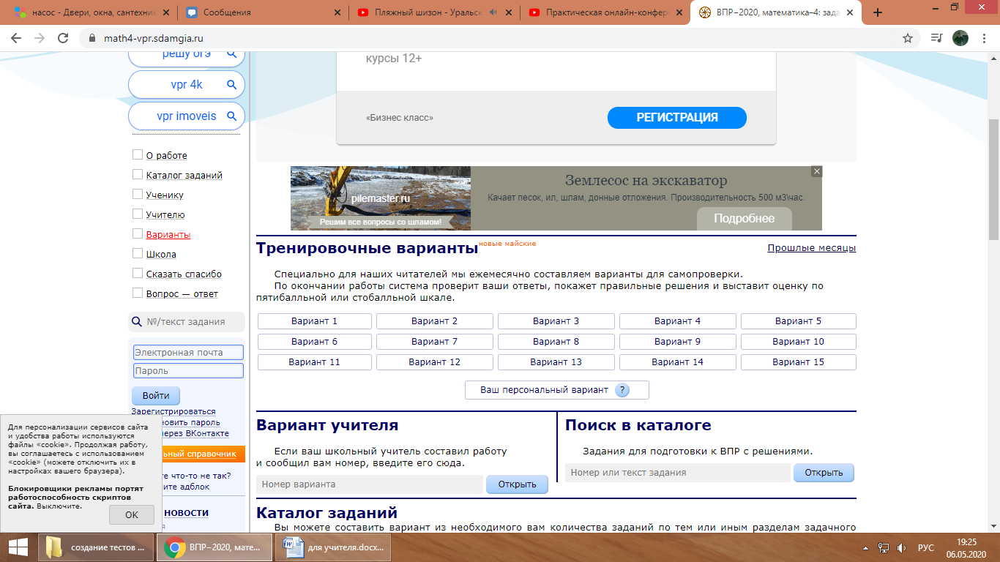 насос - Двери, окна, сантехник
Сообщения
Пляжный шизон - Уральск
Практическая онлайн-конфер
ВПР–2020, математика–4: зада
math4-vpr.sdamgia.ru
решу огэ
vpr 4k
vpr imoveis
О работе
Каталог заданий
Ученику
Учителю
Варианты
Школа
Сказать спасибо
Вопрос — ответ
№/текст задания
Электронная почта
Пароль
Войти
Зарегистрироваться
новить пароль
через ВКонтакте
ный справочник
что-то не так?
адблок
НОВОСТИ
Для персонализации сервисов сайта
и удобства работы используются
файлы «cookie». Продолжая работу,
вы соглашаетесь с использованием
«cookie» (можете отключить их в
настройках вашего браузера).
Блокировщики рекламы портят
работоспособность скриптов
сайта. Выключите.
OK
курсы 12+
«Бизнес класс»
РЕГИСТРАЦИЯ
pilemaster.ru
Решим все вопросы со шламом!
Землесос на экскаватор
Качает песок, ил, шлам, донные отложения. Производительность 500 м3\час.
Подробнее
Тренировочные варианты новые майские
Прошлые месяцы
Специально для наших читателей мы ежемесячно составляем варианты для самопроверки.
По окончании работы система проверит ваши ответы, покажет правильные решения и выставит оценку по
пятибалльной или стобалльной шкале.
Вариант 1 Вариант 2 Вариант 3 Вариант 4 Вариант 5
Вариант 6 Вариант 7 Вариант 8 Вариант 9 Вариант 10
Вариант 11 Вариант 12 Вариант 13 Вариант 14 Вариант 15
Ваш персональный вариант ?
Вариант учителя
Если ваш школьный учитель составил работу
и сообщил вам номер, введите его сюда.
Номер варианта
Открыть
Поиск в каталоге
Задания для подготовки к ВПР с решениями.
Номер или текст задания
Открыть
Каталог заданий
Вы можете составить вариант из необходимого вам количества заданий по тем или иным разделам задачного
создание тестов ...
ВПР–2020, мате...
для учителя.docx...
РУС
19:25
06.05.2020